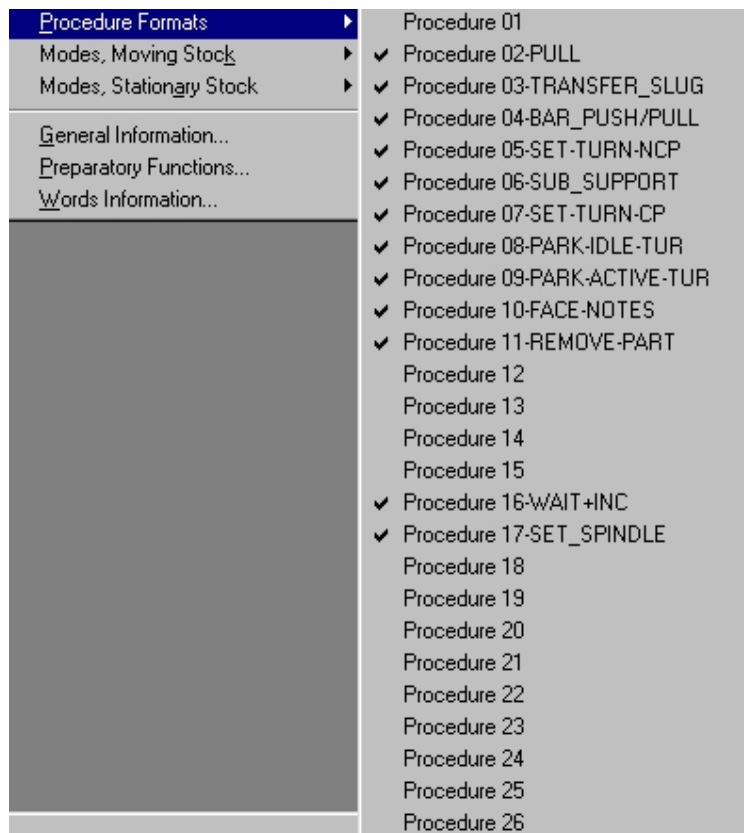 Procedure Formats
Modes, Moving Stock
Modes, Stationary Stock
General Information...
Preparatory Functions...
Words Information...
Procedure 01
Procedure 02-PULL
Procedure 03-TRANSFER_SLUG
Procedure 04-BAR_PUSH/PULL
Procedure 05-SET-TURN-NCP
Procedure 06-SUB_SUPPORT
Procedure 07-SET-TURN-CP
Procedure 08-PARK-IDLE-TUR
Procedure 09-PARK-ACTIVE-TUR
Procedure 10-FACE-NOTES
Procedure 11-REMOVE-PART
Procedure 12
Procedure 13
Procedure 14
Procedure 15
Procedure 16-WAIT+INC
Procedure 17-SET_SPINDLE
Procedure 18
Procedure 19
Procedure 20
Procedure 21
Procedure 22
Procedure 23
Procedure 24
Procedure 25
Procedure 26